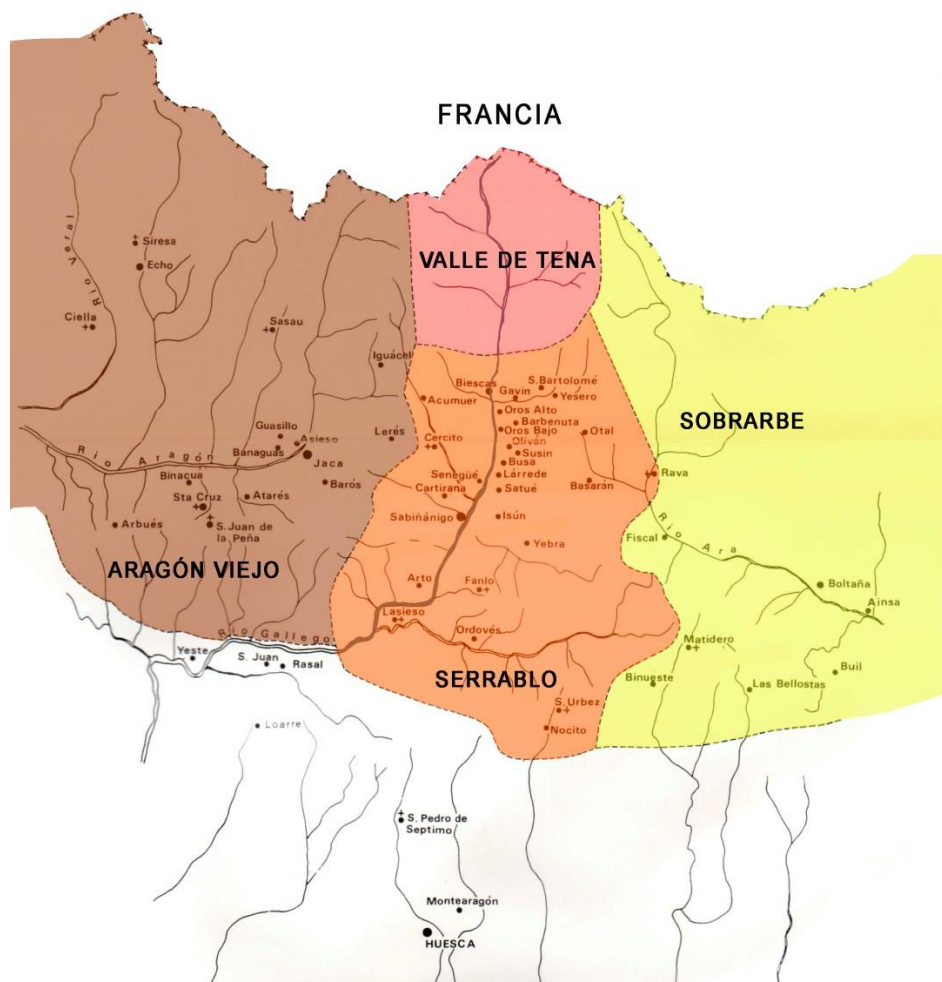 FRANCIA
VALLE DE TENA
Río Veral
Siresa
Echo
Ciella
Sasau
Iguácel
Biescas
S. Bartolomé
Gavin
Yesero
Acumuer
Oros Alto
Barbenuta
Oros Bajo
Otal
SOBRARBE
Guasillo
Asieso
Lerés
Cercito
Oliván
Susin
Banaguas
Jaca
Busa
Río Aragón
Binacua
Barós
Senegüé
Lárrede
Basarán
Rava
Sta Cruz
Atarés
Cartirana
Satué
Arbués
S. Juan de
la Peña
Sabiñánigo
Isún
Fiscal
Río Ara
Yebra
ARAGÓN VIEJO
Arto
Fanlo
Boltaña
Ainsa
Lasieso
Río Gallego
Ordovés
Matidero
Yeste
S. Juan
Rasal
SERRABLO
Binueste
Las Bellostas
Buil
S. Urbez
Nocito
Loarre
S. Pedro de
Septimo
Montearagón
HUESCA